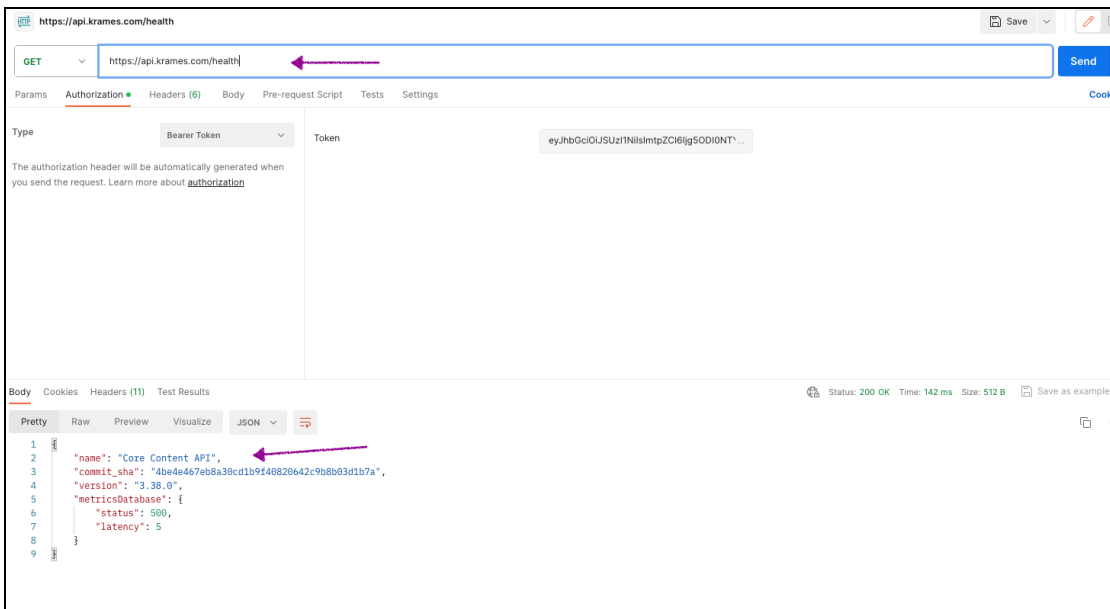 HTTP https://api.krames.com/health
Save
GET https://api.krames.com/health Send
Params Authorization Headers (6) Body Pre-request Script Tests Settings
Type Bearer Token Token eyJhbGciOiJSUzI1NiIsImtpZCI6Ijg5ODI0NTY...
The authorization header will be automatically generated when
you send the request. Learn more about authorization
Body Cookies Headers (11) Test Results Status: 200 OK Time: 142 ms Size: 512 B Save as example
Pretty Raw Preview Visualize JSON
1 {
2 "name": "Core Content API",
3 "commit_sha": "4be4e467eb8a30cd1b9f40820642c9b8b03d1b7a",
4 "version": "3.38.0",
5 "metricsDatabase": {
6 "status": 500,
7 "latency": 5
8 }
9 }